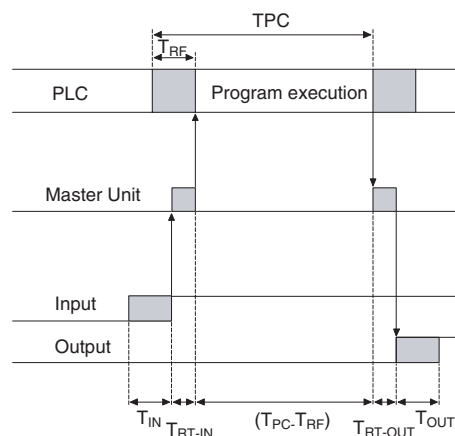 TPC
TRF
PLC
Program execution
Master Unit
Input
Output
TIN
TRT-IN
(TPC-TRF)
TRT-OUT
TOUT